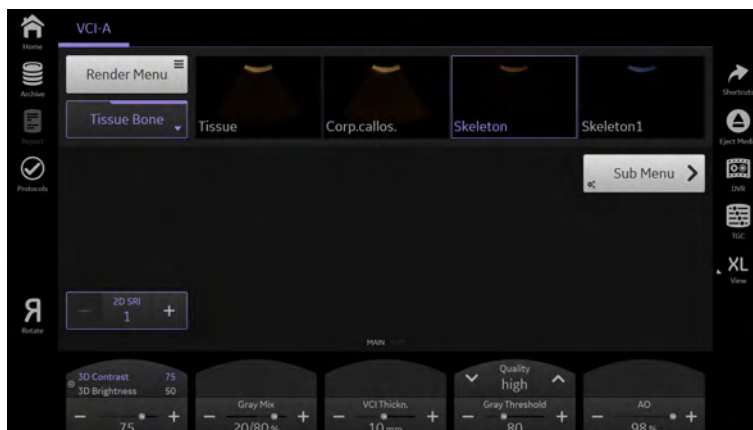 VCI-A
Home
Archive
Report
Protocols
Rotate
Render Menu
Tissue Bone
Tissue
Corp.callos.
Skeleton
Skeleton1
Shortcuts
Eject Media
DVR
TGC
XL
View
Sub Menu
2D SRI
1
MAIN
3D Contrast 75
3D Brightness 50
75
Gray Mix
20/80 %
VCI Thickn.
10 mm
Quality
high
Gray Threshold
80
AO
98 %